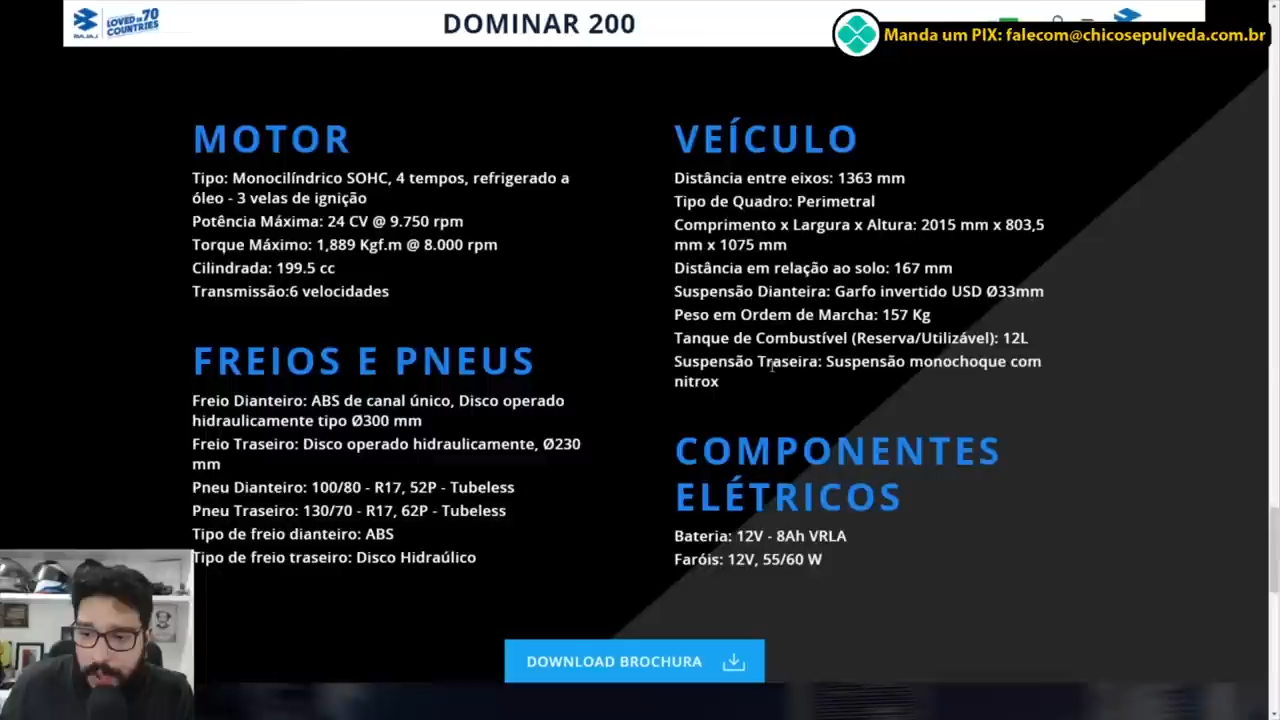 BAJAJ
LOVED IN 70
COUNTRIES
DOMINAR 200
Manda um PIX: falecom@chicosepulveda.com.br
MOTOR
Tipo: Monocilíndrico SOHC, 4 tempos, refrigerado a
óleo - 3 velas de ignição
Potência Máxima: 24 CV @ 9.750 rpm
Torque Máximo: 1,889 Kgf.m @ 8.000 rpm
Cilindrada: 199.5 cc
Transmissão:6 velocidades
FREIOS E PNEUS
Freio Dianteiro: ABS de canal único, Disco operado
hidraulicamente tipo Ø300 mm
Freio Traseiro: Disco operado hidraulicamente, Ø230
mm
Pneu Dianteiro: 100/80 - R17, 52P - Tubeless
Pneu Traseiro: 130/70 - R17, 62P - Tubeless
Tipo de freio dianteiro: ABS
Tipo de freio traseiro: Disco Hidraúlico
VEÍCULO
Distância entre eixos: 1363 mm
Tipo de Quadro: Perimetral
Comprimento x Largura x Altura: 2015 mm x 803,5
mm x 1075 mm
Distância em relação ao solo: 167 mm
Suspensão Dianteira: Garfo invertido USD Ø33mm
Peso em Ordem de Marcha: 157 Kg
Tanque de Combustível (Reserva/Utilizável): 12L
Suspensão Traseira: Suspensão monochoque com
nitrox
COMPONENTES
ELÉTRICOS
Bateria: 12V - 8Ah VRLA
Faróis: 12V, 55/60 W
DOWNLOAD BROCHURA